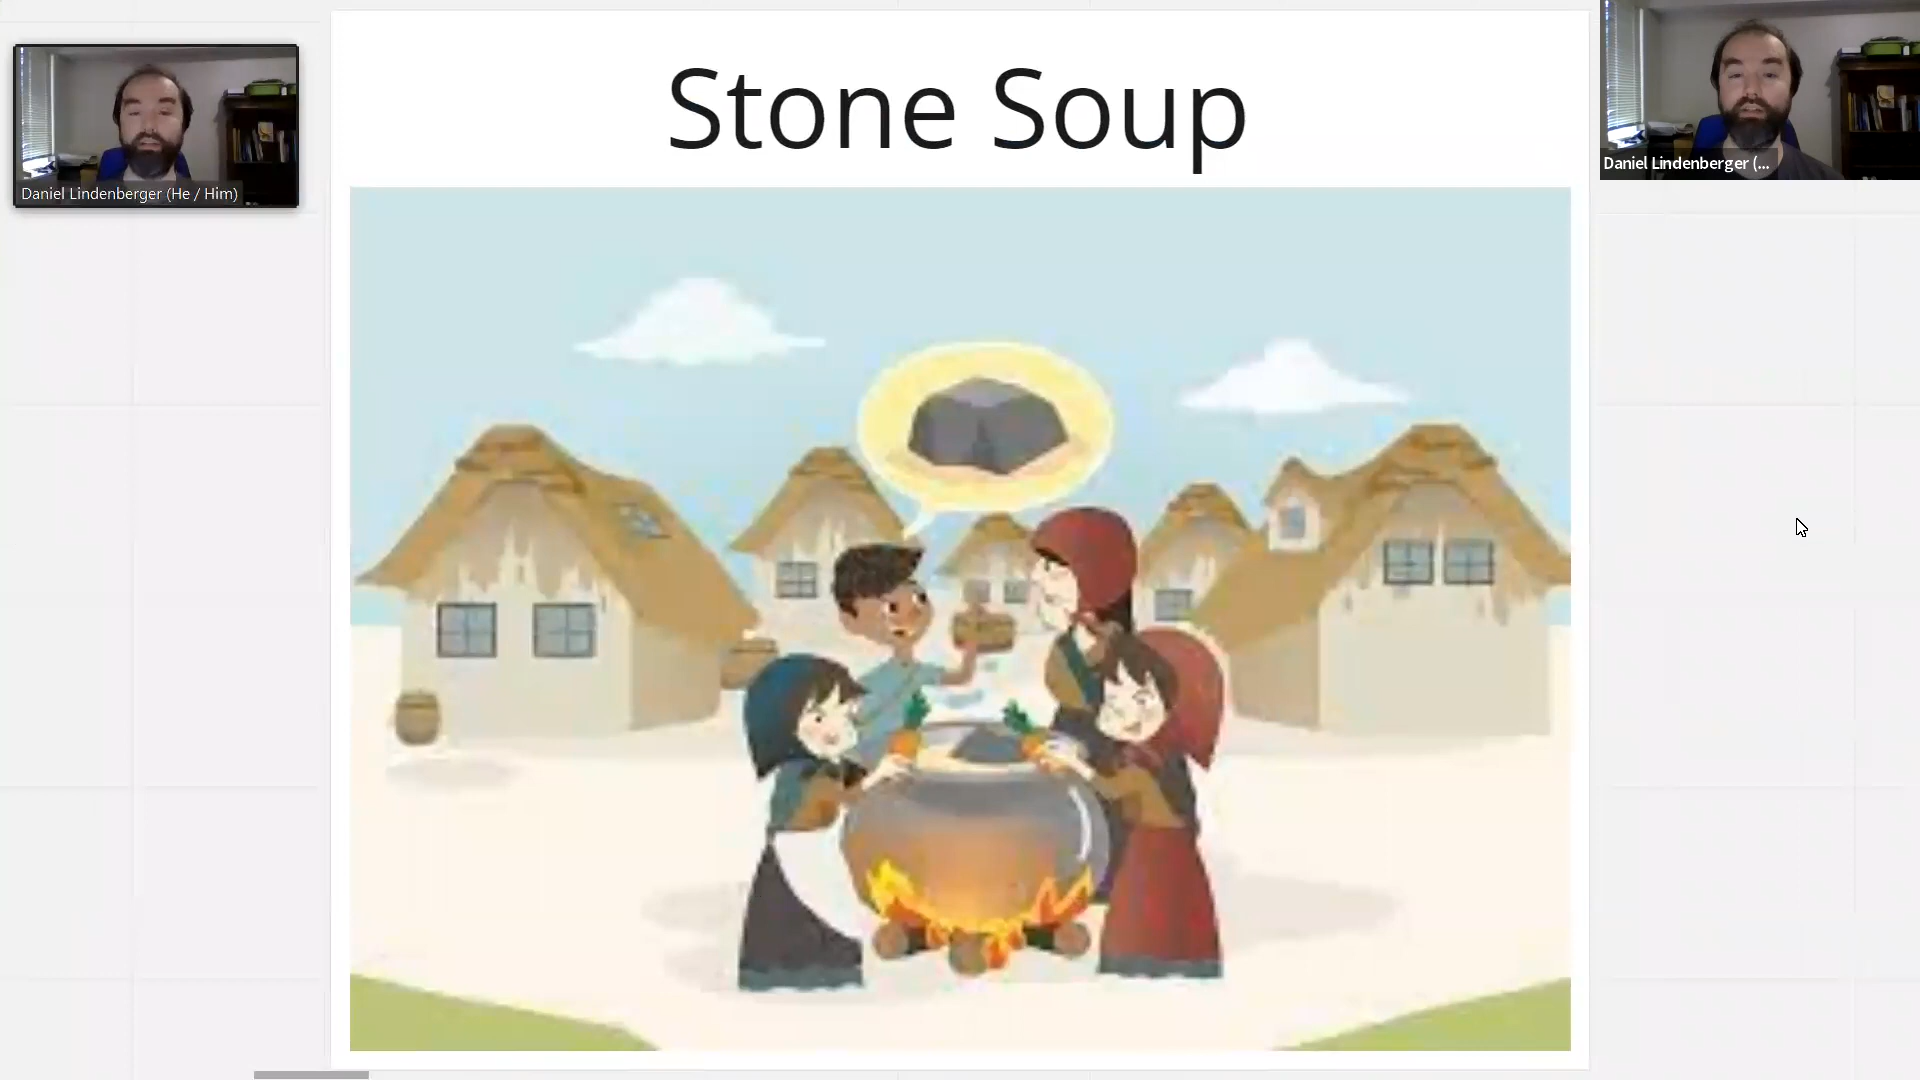 Stone Soup
Daniel Lindenberger (He / Him)
Daniel Lindenberger (...